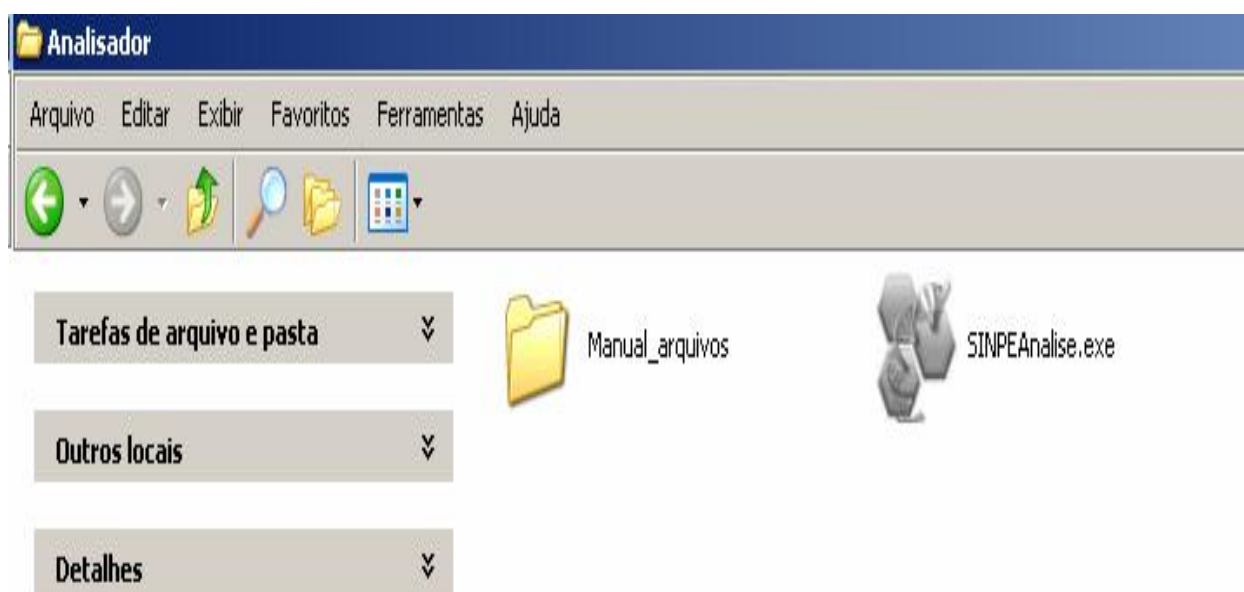 Analisador
Arquivo Editar Exibir Favoritos Ferramentas Ajuda
Tarefas de arquivo e pasta
Manual_arquivos
SINPEAnalise.exe
Outros locais
Detalhes